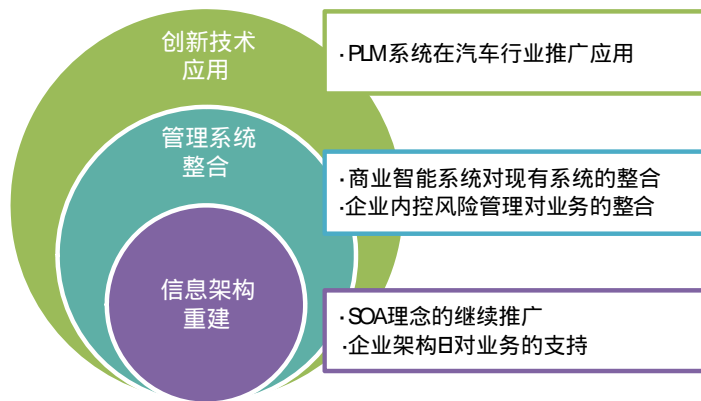 创新技术
应用
·PLM系统在汽车行业推广应用
管理系统
整合
·商业智能系统对现有系统的整合
·企业内控风险管理对业务的整合
信息架构
重建
·SOA理念的继续推广
·企业架构日对业务的支持